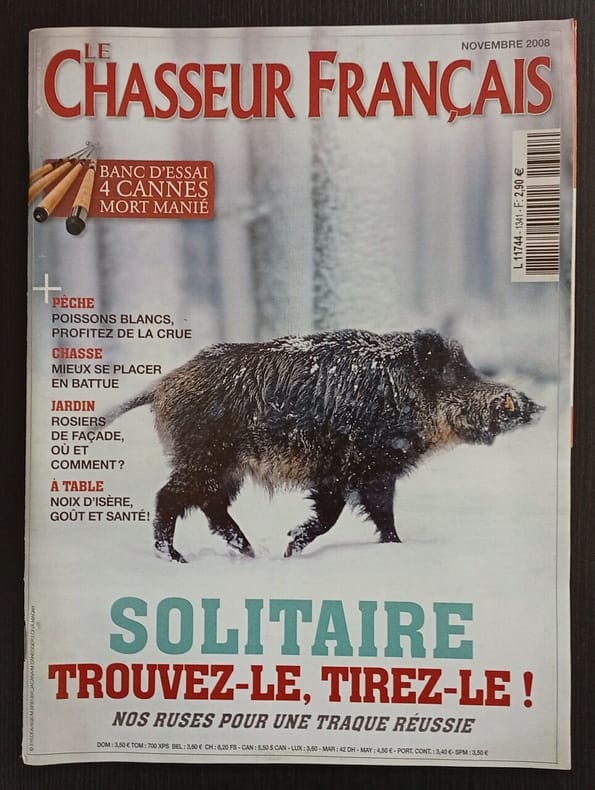 NOVEMBRE 2008
LE
CHASSEUR FRANÇAIS
BANC D'ESSAI
4 CANNES
MORT MANIÉ
L 11744 - 1341 - F: 2,90 €
PÊCHE
POISSONS BLANCS,
PROFITEZ DE LA CRUE
CHASSE
MIEUX SE PLACER
EN BATTUE
JARDIN
ROSIERS
DE FAÇADE,
OÙ ET
COMMENT ?
À TABLE
NOIX D'ISÈRE,
GOÛT ET SANTÉ!
SOLITAIRE
TROUVEZ-LE, TIREZ-LE !
NOS RUSES POUR UNE TRAQUE RÉUSSIE
DOM : 3,50 € TOM : 700 XPS BEL : 3,60 € CH : 6,20 FS - CAN : 5,50 $ CAN - LUX : 3,60 - MAR : 42 DH - MAY : 4,50 € - PORT. CONT. : 3,40 €- SPM : 3,50 €